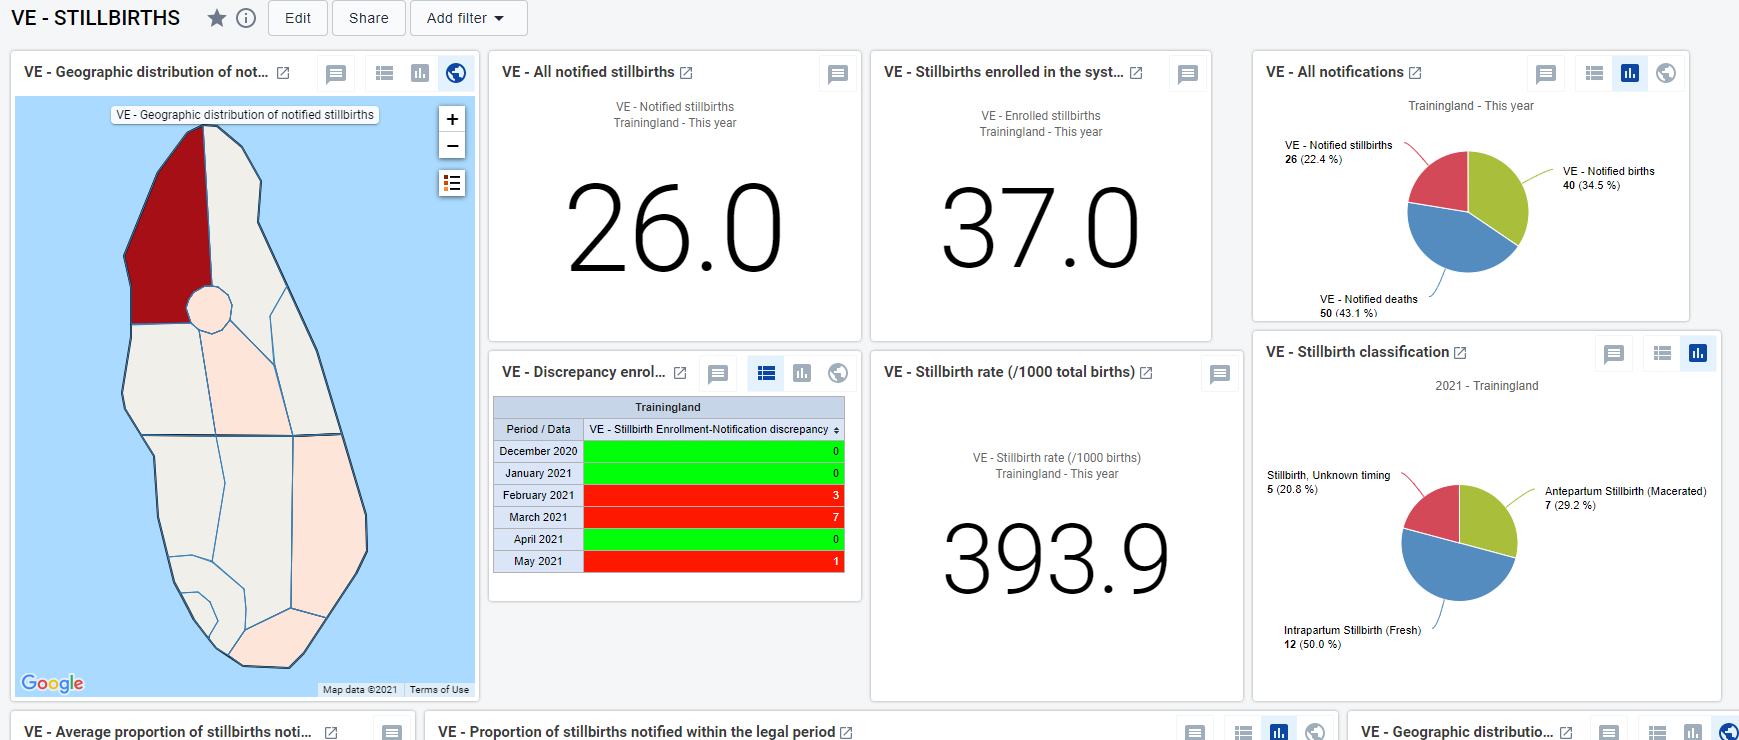 VE - STILLBIRTHS
Edit
Share
Add filter
VE - Geographic distribution of not...
VE - Geographic distribution of notified stillbirths
+
−
Google
Map data ©2021
Terms of Use
VE - All notified stillbirths
VE - Notified stillbirths
Trainingland - This year
26.0
VE - Stillbirths enrolled in the syst...
VE - Enrolled stillbirths
Trainingland - This year
37.0
VE - All notifications
Trainingland - This year
VE - Notified stillbirths
26 (22.4 %)
VE - Notified births
40 (34.5 %)
VE - Notified deaths
50 (43.1 %)
VE - Discrepancy enrol...
Trainingland
Period / Data VE - Stillbirth Enrollment-Notification discrepancy
December 2020 0
January 2021 0
February 2021 3
March 2021 7
April 2021 0
May 2021 1
VE - Stillbirth rate (/1000 total births)
VE - Stillbirth rate (/1000 births)
Trainingland - This year
393.9
VE - Stillbirth classification
2021 - Trainingland
Stillbirth, Unknown timing
5 (20.8 %)
Antepartum Stillbirth (Macerated)
7 (29.2 %)
Intrapartum Stillbirth (Fresh)
12 (50.0 %)
VE - Average proportion of stillbirths noti...
VE - Proportion of stillbirths notified within the legal period
VE - Geographic distributio...